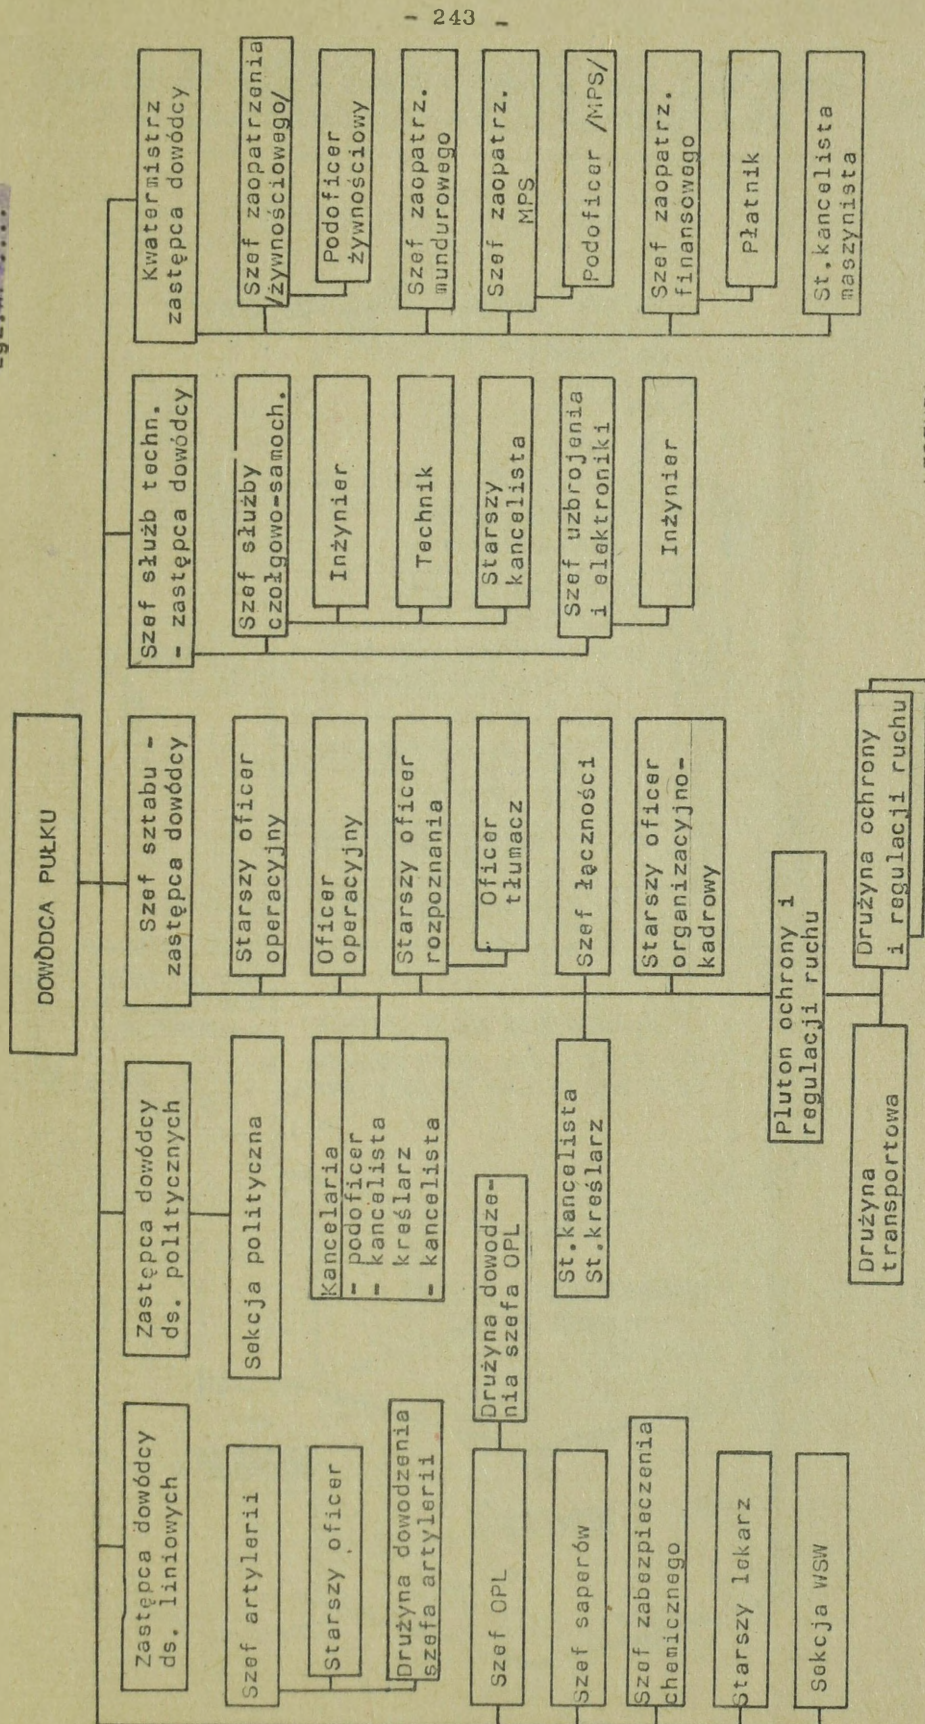 - 243 -
DOWÓDCA PUŁKU
Zastępca dowódcy
ds. liniowych
Szef artylerii
Starszy oficer
Drużyna dowodzenia
szefa artylerii
Szef OPL
Drużyna dowodze-
nia szefa OPL
Szef saperów
Szef zabezpieczenia
chemicznego
Starszy lekarz
Sekcja WSW
Zastępca dowódcy
ds. politycznych
Sekcja polityczna
Szef sztabu -
zastępca dowódcy
Starszy oficer
operacyjny
Oficer
operacyjny
Kancelaria
- podoficer
- kancelista
kreślarz
- kancelista
Starszy oficer
rozpoznania
Oficer
tłumacz
Szef łączności
St.kancelista
St.kreślarz
Starszy oficer
organizacyjno-
kadrowy
Pluton ochrony i
regulacji ruchu
Drużyna
transportowa
Drużyna ochrony
i regulacji ruchu
Szef służb techn.
- zastępca dowódcy
Szef służby
czołgowo-samoch.
Inżynier
Technik
Starszy
kancelista
Szef uzbrojenia
i elektroniki
Inżynier
Kwatermistrz
zastępca dowódcy
Szef zaopatrzenia
/żywnościowego/
Podoficer
żywnościowy
Szef zaopatrz.
mundurowego
Szef zaopatrz.
MPS
Podoficer /MPS/
Szef zaopatrz.
finansowego
Płatnik
St.kancelista
maszynista